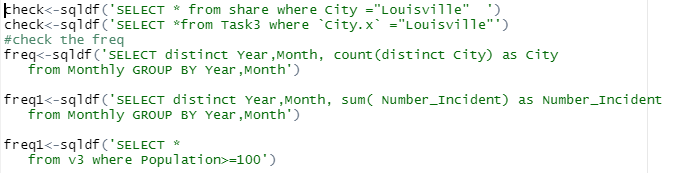 check<-sqldf('SELECT * from share where City ="Louisville"  ')
check<-sqldf('SELECT *from Task3 where `City.x` ="Louisville"')
#check the freq
freq<-sqldf('SELECT distinct Year,Month, count(distinct City) as City
   from Monthly GROUP BY Year,Month')
freq1<-sqldf('SELECT distinct Year,Month, sum( Number_Incident) as Number_Incident
   from Monthly GROUP BY Year,Month')
freq1<-sqldf('SELECT *
   from v3 where Population>=100')